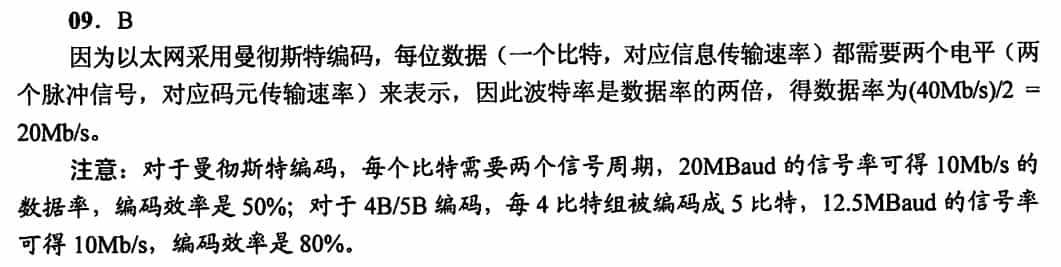 09. B
因为以太网采用曼彻斯特编码，每位数据（一个比特，对应信息传输速率）都需要两个电平（两
个脉冲信号，对应码元传输速率）来表示，因此波特率是数据率的两倍，得数据率为(40Mb/s)/2 =
20Mb/s。
注意：对于曼彻斯特编码，每个比特需要两个信号周期，20MBaud 的信号率可得 10Mb/s 的
数据率，编码效率是 50%；对于 4B/5B 编码，每 4 比特组被编码成 5 比特，12.5MBaud 的信号率
可得 10Mb/s，编码效率是 80%。